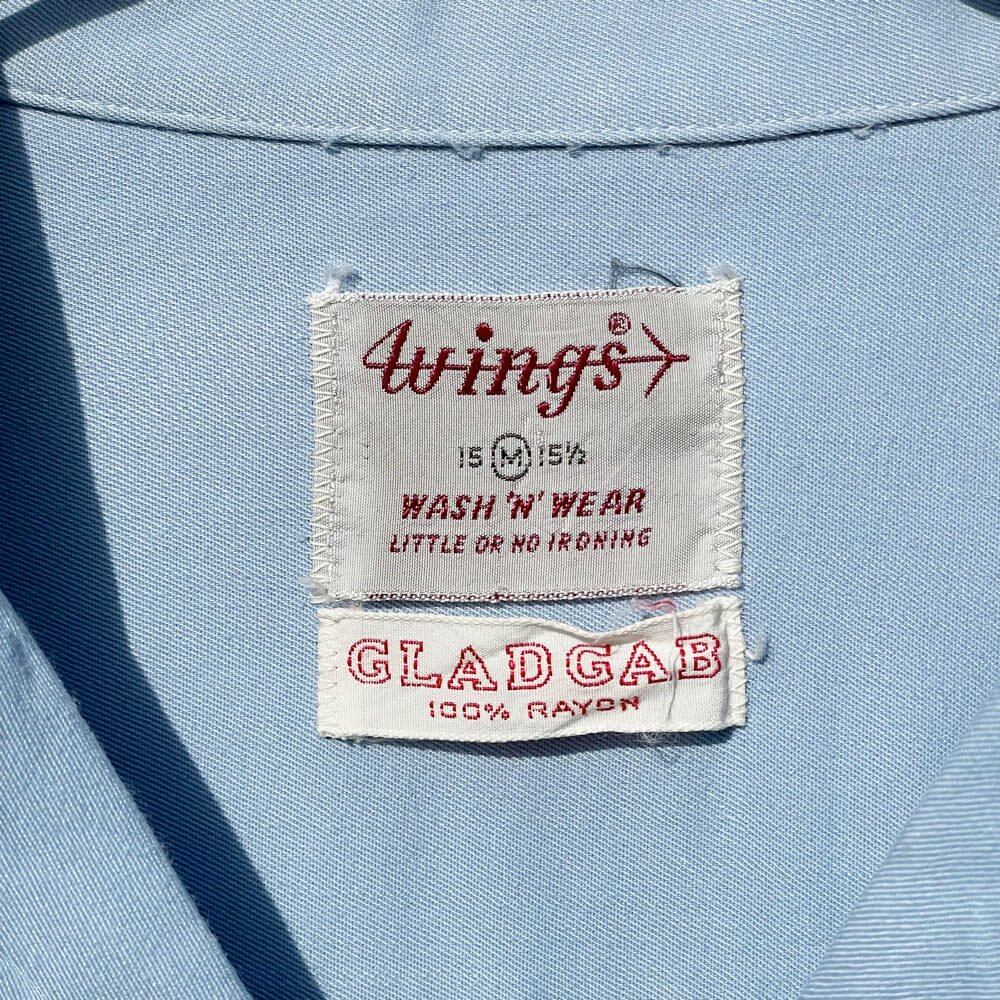 Wings®
15 M 15½
WASH 'N' WEAR
LITTLE OR NO IRONING
GLADGAB
100% RAYON